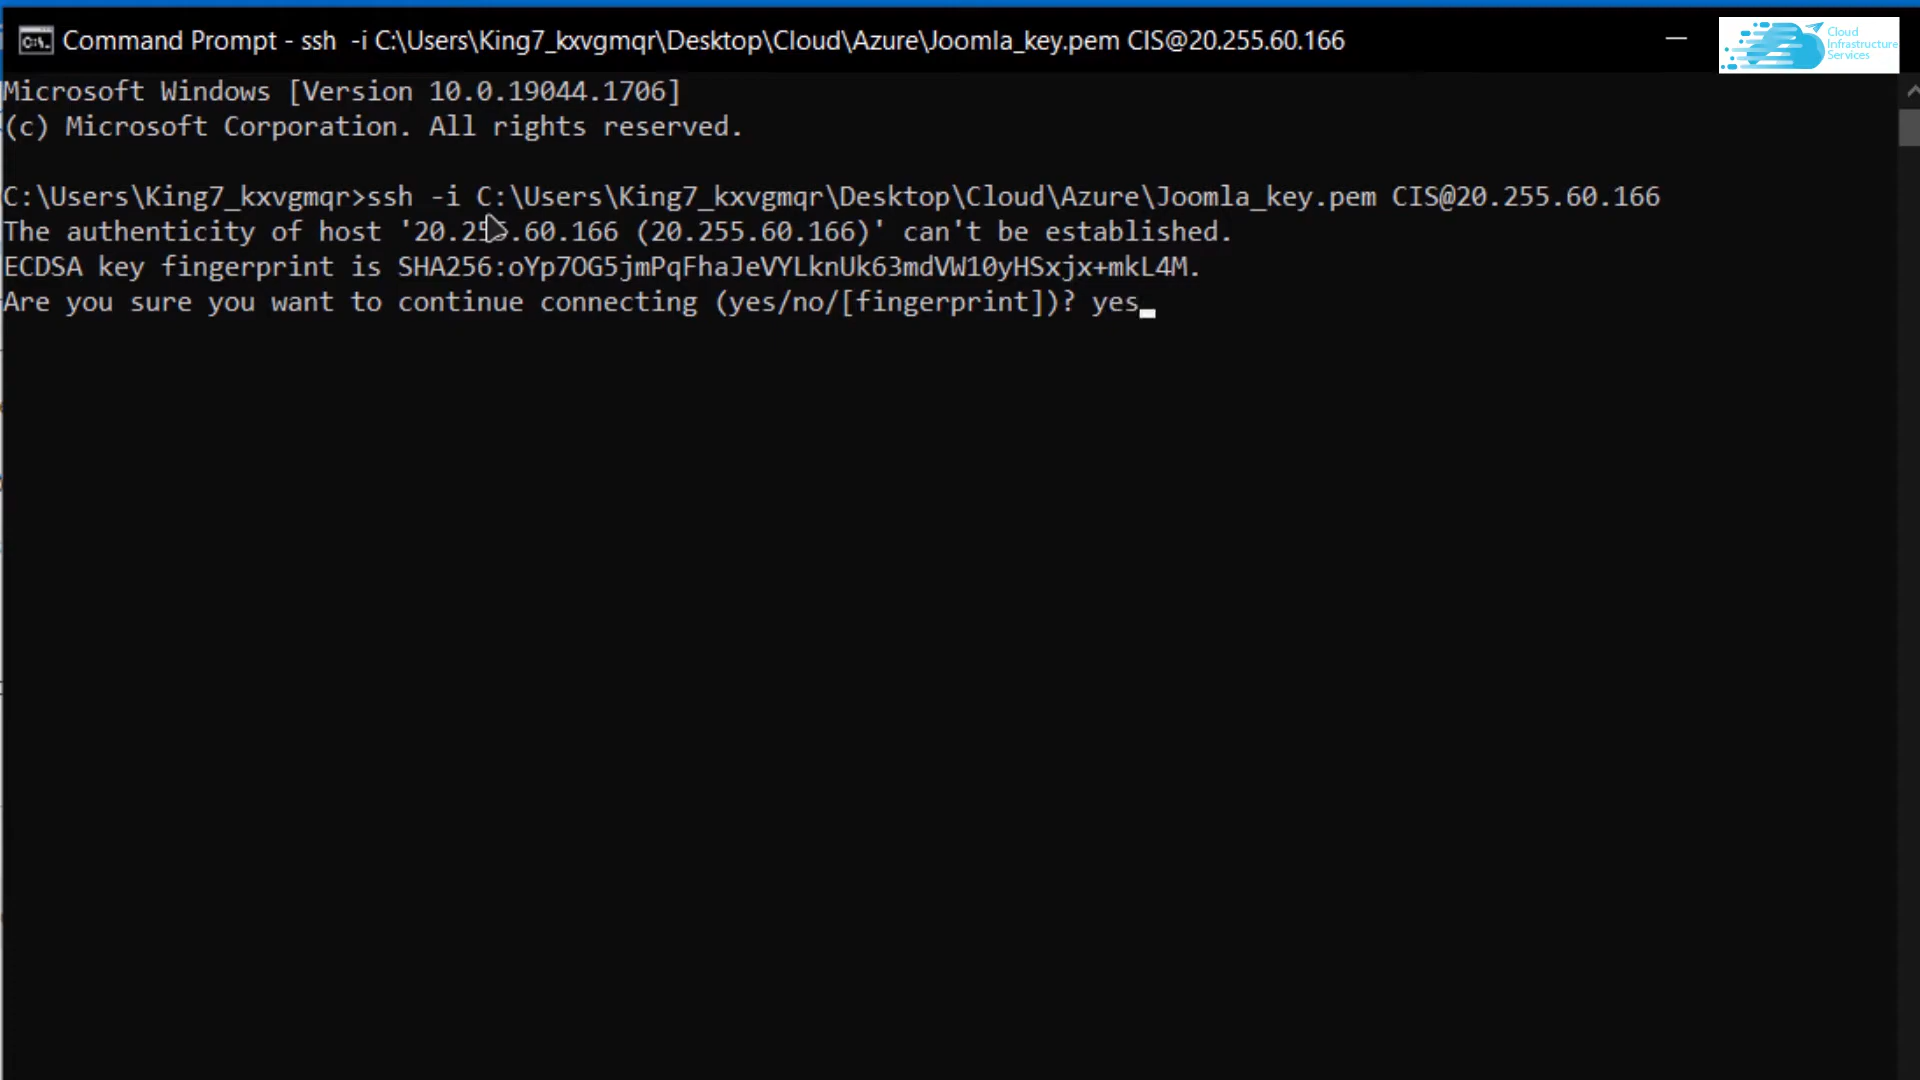 Command Prompt - ssh  -i C:\Users\King7_kxvgmqr\Desktop\Cloud\Azure\Joomla_key.pem CIS@20.255.60.166
Cloud
Infrastructure
Services
Microsoft Windows [Version 10.0.19044.1706]
(c) Microsoft Corporation. All rights reserved.
C:\Users\King7_kxvgmqr>ssh -i C:\Users\King7_kxvgmqr\Desktop\Cloud\Azure\Joomla_key.pem CIS@20.255.60.166
The authenticity of host '20.255.60.166 (20.255.60.166)' can't be established.
ECDSA key fingerprint is SHA256:oYp7OG5jmPqFhaJeVYLknUk63mdVW10yHSxjx+mkL4M.
Are you sure you want to continue connecting (yes/no/[fingerprint])? yes